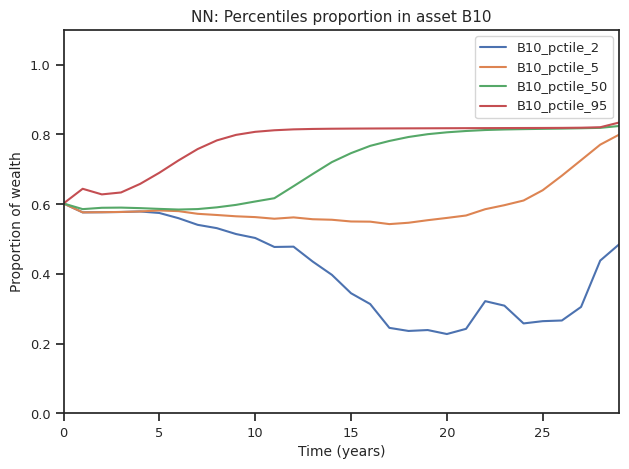 NN: Percentiles proportion in asset B10
B10_pctile_2
B10_pctile_5
B10_pctile_50
B10_pctile_95
Proportion of wealth
1.0
0.8
0.6
0.4
0.2
0.0
0 5 10 15 20 25
Time (years)